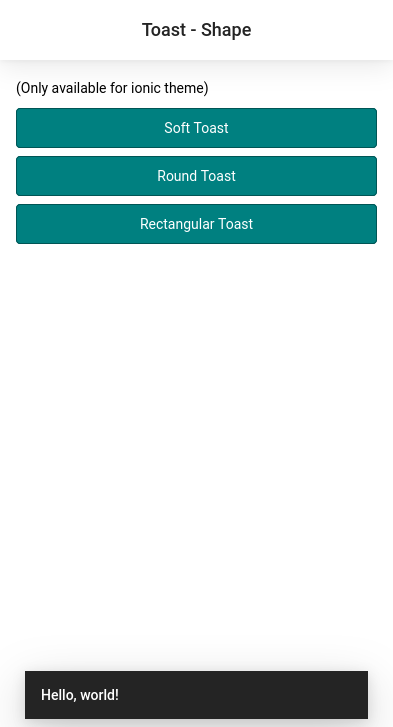 Toast - Shape
(Only available for ionic theme)
Soft Toast
Round Toast
Rectangular Toast
Hello, world!